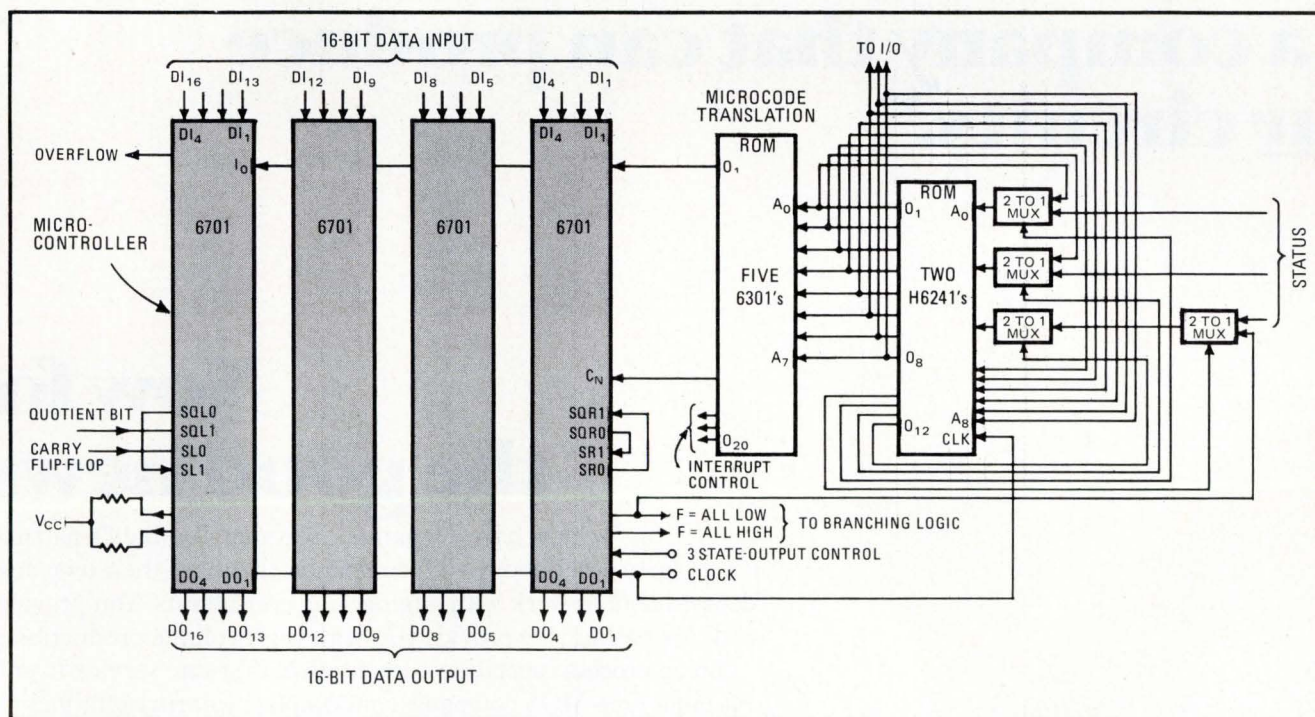 16-BIT DATA INPUT
DI16 DI13 DI12 DI9 DI8 DI5 DI4 DI1
TO I/O
MICROCODE
TRANSLATION
DI4 DI1
DI4 DI1
OVERFLOW
I0
ROM
O1
MICRO-
CONTROLLER
6701
6701
6701
6701
A0
ROM
O1
A0
2 TO 1
MUX
FIVE
6301's
TWO
H6241's
2 TO 1
MUX
2 TO 1
MUX
2 TO 1
MUX
STATUS
A7
O8
CN
QUOTIENT BIT
CARRY
FLIP-FLOP
SQL0
SQL1
SL0
SL1
SQR1
SQR0
SR1
SR0
O20
INTERRUPT
CONTROL
O12
A8
CLK
VCC
F = ALL LOW
F = ALL HIGH
TO BRANCHING LOGIC
3 STATE-OUTPUT CONTROL
CLOCK
DO4 DO1
DO4 DO1
DO16 DO13 DO12 DO9 DO8 DO5 DO4 DO1
16-BIT DATA OUTPUT